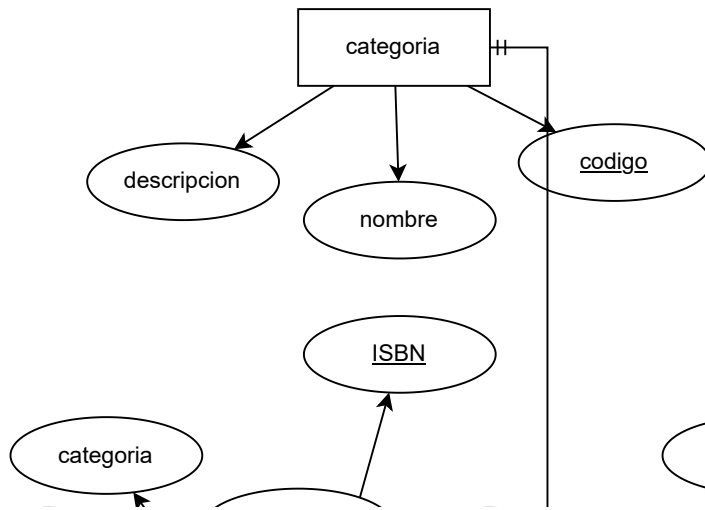 categoria
descripcion
nombre
codigo
ISBN
categoria